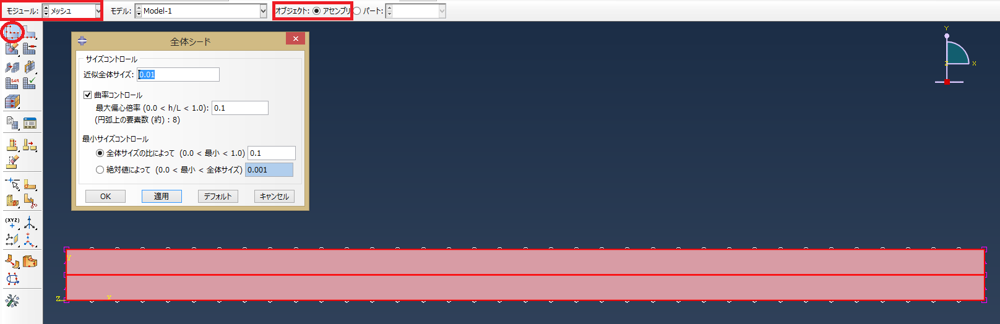 モジュール: メッシュ モデル: Model-1 オブジェクト: アセンブリ パート:
全体シード
サイズコントロール
近似全体サイズ: 0.01
曲率コントロール
最大偏心倍率 (0.0 < h/L < 1.0): 0.1
(円弧上の要素数 (約) : 8)
最小サイズコントロール
全体サイズの比によって (0.0 < 最小 < 1.0) 0.1
絶対値によって (0.0 < 最小 < 全体サイズ) 0.001
OK 適用 デフォルト キャンセル
S4R
(XYZ)
Y
Z X
Y
Z X